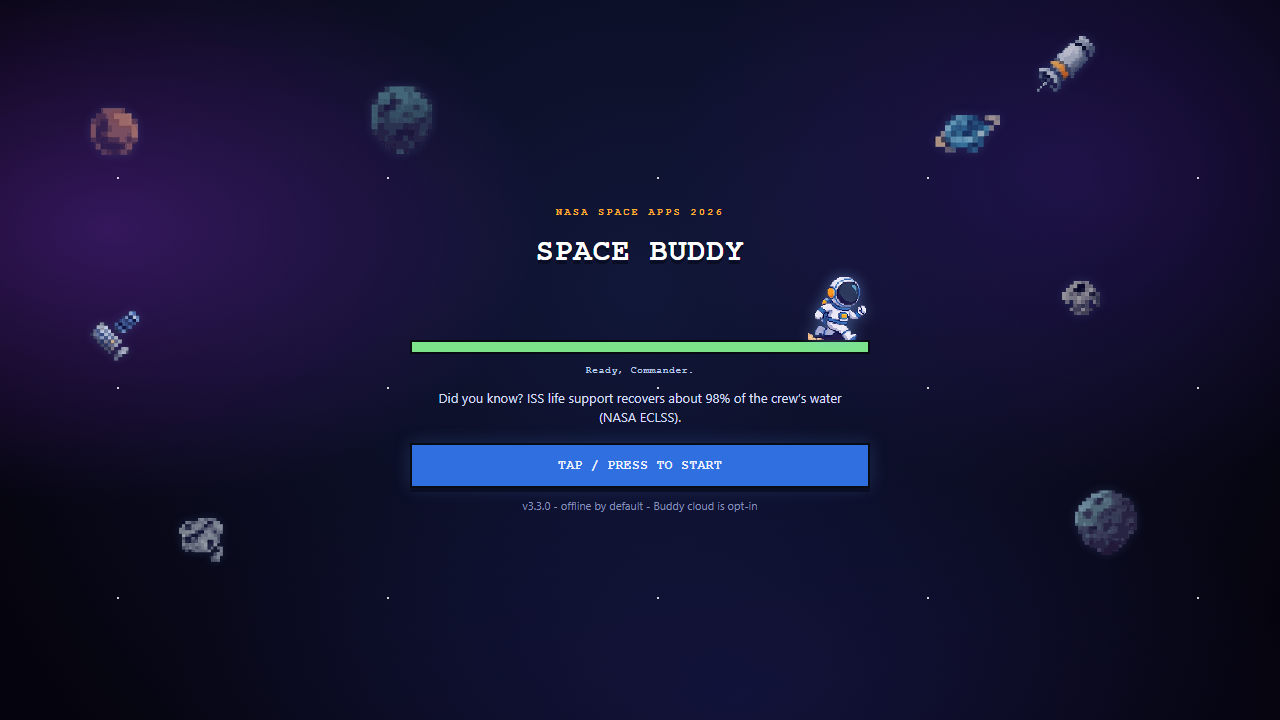 NASA SPACE APPS 2026
SPACE BUDDY
Ready, Commander.
Did you know? ISS life support recovers about 98% of the crew's water
(NASA ECLSS).
TAP / PRESS TO START
v3.3.0 - offline by default - Buddy cloud is opt-in